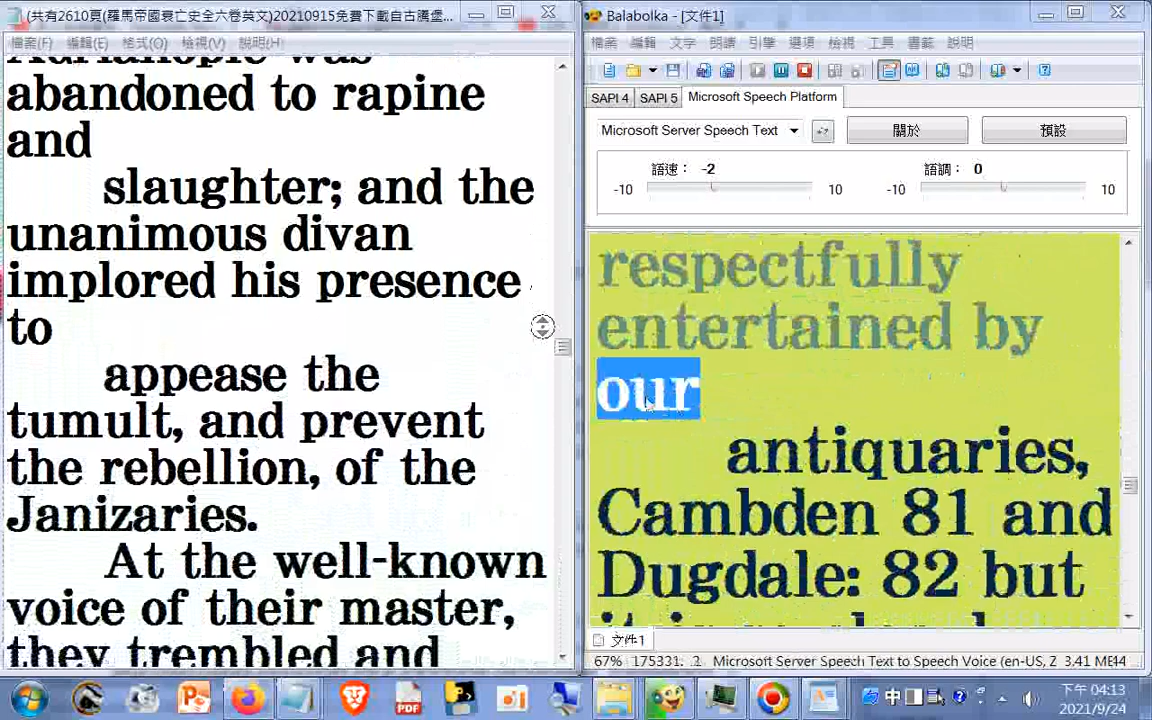 (共有2610頁(羅馬帝國衰亡史全六卷英文)20210915免費下載自古騰堡...
檔案(F) 編輯(E) 格式(O) 檢視(V) 說明(H)
Adrianople was
abandoned to rapine
and
slaughter; and the
unanimous divan
implored his presence
to
appease the
tumult, and prevent
the rebellion, of the
Janizaries.
At the well-known
voice of their master,
they trembled and
Balabolka - [文件1]
檔案 編輯 文字 朗讀 引擎 選項 檢視 工具 書籤 說明
SAPI 4 SAPI 5 Microsoft Speech Platform
Microsoft Server Speech Text 關於 預設
語速: -2 語調: 0
-10 10 -10 10
respectfully
entertained by
our
antiquaries,
Cambden 81 and
Dugdale: 82 but
文件1
67% 175331. Microsoft Server Speech Text to Speech Voice (en-US, Z 3.41 ME44
中
下午 04:13
2021/9/24